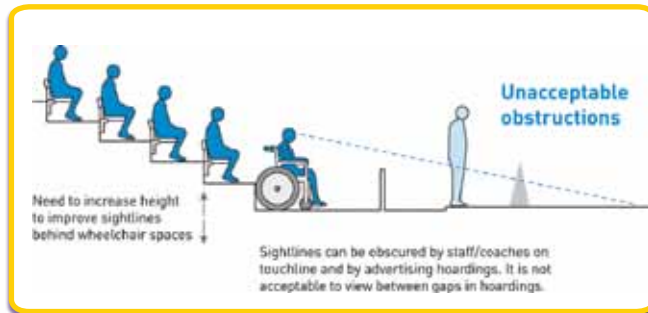 Unacceptable
obstructions
Need to increase height
to improve sightlines
behind wheelchair spaces
Sightlines can be obscured by staff/coaches on
touchline and by advertising hoardings. It is not
acceptable to view between gaps in hoardings.